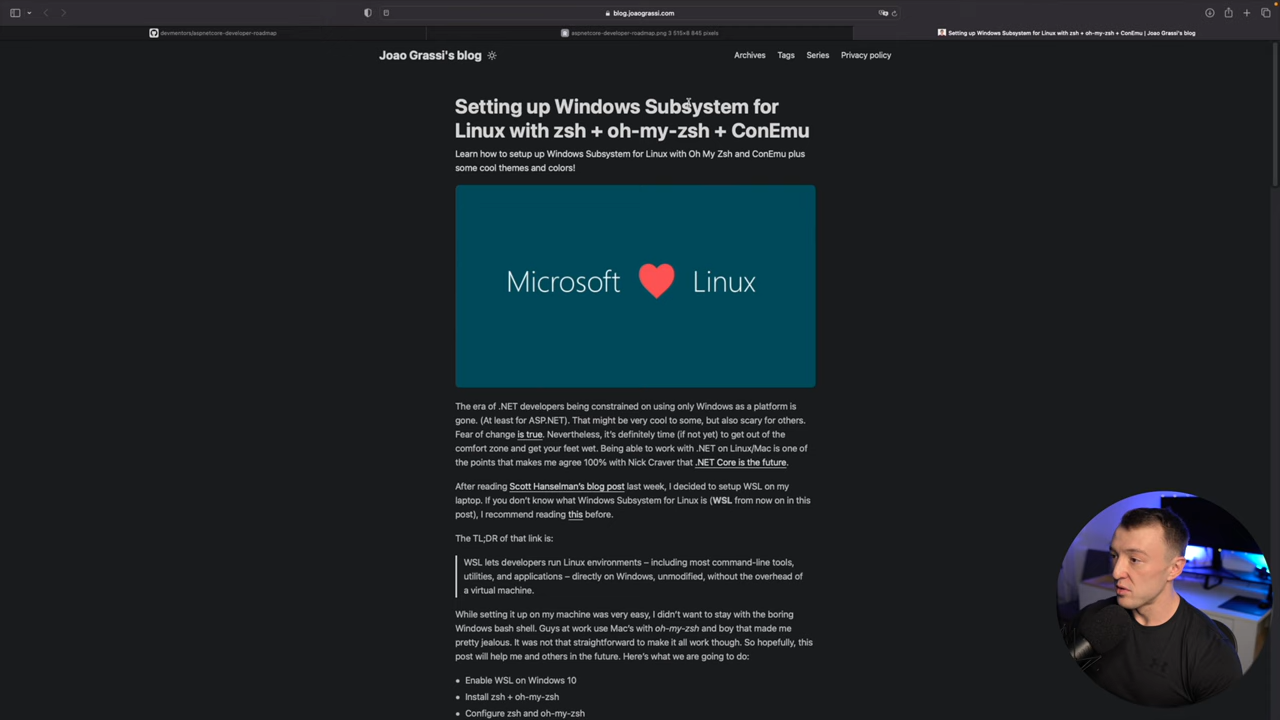 blog.joaograssi.com
devmentors/aspnetcore-developer-roadmap
aspnetcore-developer-roadmap.png 3 515×8 845 pixels
Setting up Windows Subsystem for Linux with zsh + oh-my-zsh + ConEmu | Joao Grassi's blog
Joao Grassi's blog
Archives Tags Series Privacy policy
Setting up Windows Subsystem for
Linux with zsh + oh-my-zsh + ConEmu
Learn how to setup up Windows Subsystem for Linux with Oh My Zsh and ConEmu plus
some cool themes and colors!
Microsoft Linux
The era of .NET developers being constrained on using only Windows as a platform is
gone. (At least for ASP.NET). That might be very cool to some, but also scary for others.
Fear of change is true. Nevertheless, it's definitely time (if not yet) to get out of the
comfort zone and get your feet wet. Being able to work with .NET on Linux/Mac is one of
the points that makes me agree 100% with Nick Craver that .NET Core is the future.
After reading Scott Hanselman's blog post last week, I decided to setup WSL on my
laptop. If you don't know what Windows Subsystem for Linux is (WSL from now on in this
post), I recommend reading this before.
The TL;DR of that link is:
WSL lets developers run Linux environments – including most command-line tools,
utilities, and applications – directly on Windows, unmodified, without the overhead of
a virtual machine.
While setting it up on my machine was very easy, I didn't want to stay with the boring
Windows bash shell. Guys at work use Mac's with oh-my-zsh and boy that made me
pretty jealous. It was not that straightforward to make it all work though. So hopefully, this
post will help me and others in the future. Here's what we are going to do:
• Enable WSL on Windows 10
• Install zsh + oh-my-zsh
• Configure zsh and oh-my-zsh